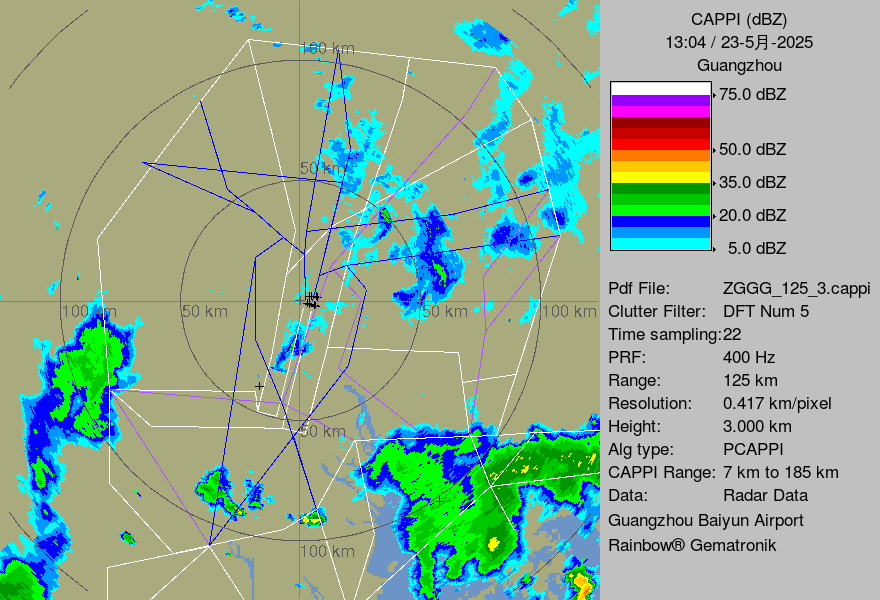 CAPPI (dBZ)
13:04 / 23-5月-2025
Guangzhou
75.0 dBZ
50.0 dBZ
35.0 dBZ
20.0 dBZ
5.0 dBZ
Pdf File: ZGGG_125_3.cappi
Clutter Filter: DFT Num 5
Time sampling:22
PRF: 400 Hz
Range: 125 km
Resolution: 0.417 km/pixel
Height: 3.000 km
Alg type: PCAPPI
CAPPI Range: 7 km to 185 km
Data: Radar Data
Guangzhou Baiyun Airport
Rainbow® Gematronik
100 km
50 km
100 km
50 km
50 km
100 km
50 km
100 km